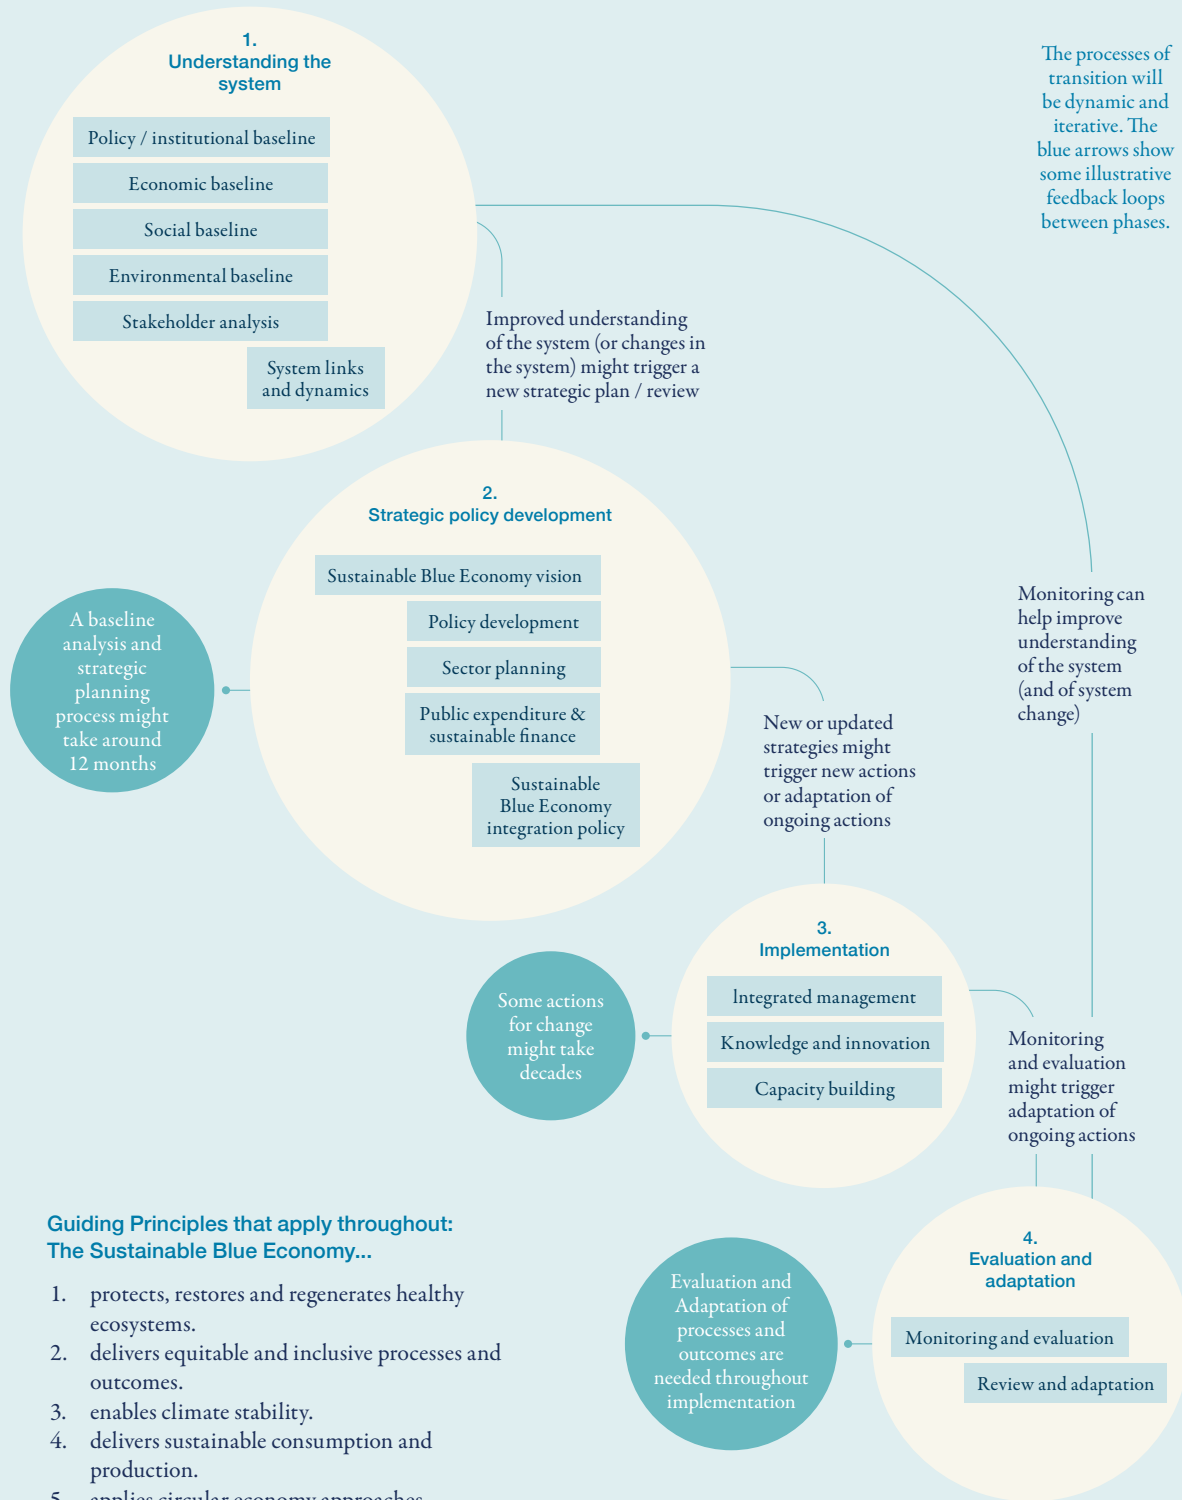 1.
Understanding the
system
Policy / institutional baseline
Economic baseline
Social baseline
Environmental baseline
Stakeholder analysis
System links
and dynamics
The processes of
transition will
be dynamic and
iterative. The
blue arrows show
some illustrative
feedback loops
between phases.
Improved understanding
of the system (or changes in
the system) might trigger a
new strategic plan / review
2.
Strategic policy development
Sustainable Blue Economy vision
Policy development
Sector planning
Public expenditure &
sustainable finance
Sustainable
Blue Economy
integration policy
A baseline
analysis and
strategic
planning
process might
take around
12 months
Monitoring can
help improve
understanding
of the system
(and of system
change)
New or updated
strategies might
trigger new actions
or adaptation of
ongoing actions
3.
Implementation
Integrated management
Knowledge and innovation
Capacity building
Some actions
for change
might take
decades
Monitoring
and evaluation
might trigger
adaptation of
ongoing actions
4.
Evaluation and
adaptation
Monitoring and evaluation
Review and adaptation
Evaluation and
Adaptation of
processes and
outcomes are
needed throughout
implementation
Guiding Principles that apply throughout:
The Sustainable Blue Economy...
1. protects, restores and regenerates healthy
ecosystems.
2. delivers equitable and inclusive processes and
outcomes.
3. enables climate stability.
4. delivers sustainable consumption and
production.
5. applies circular economy approaches